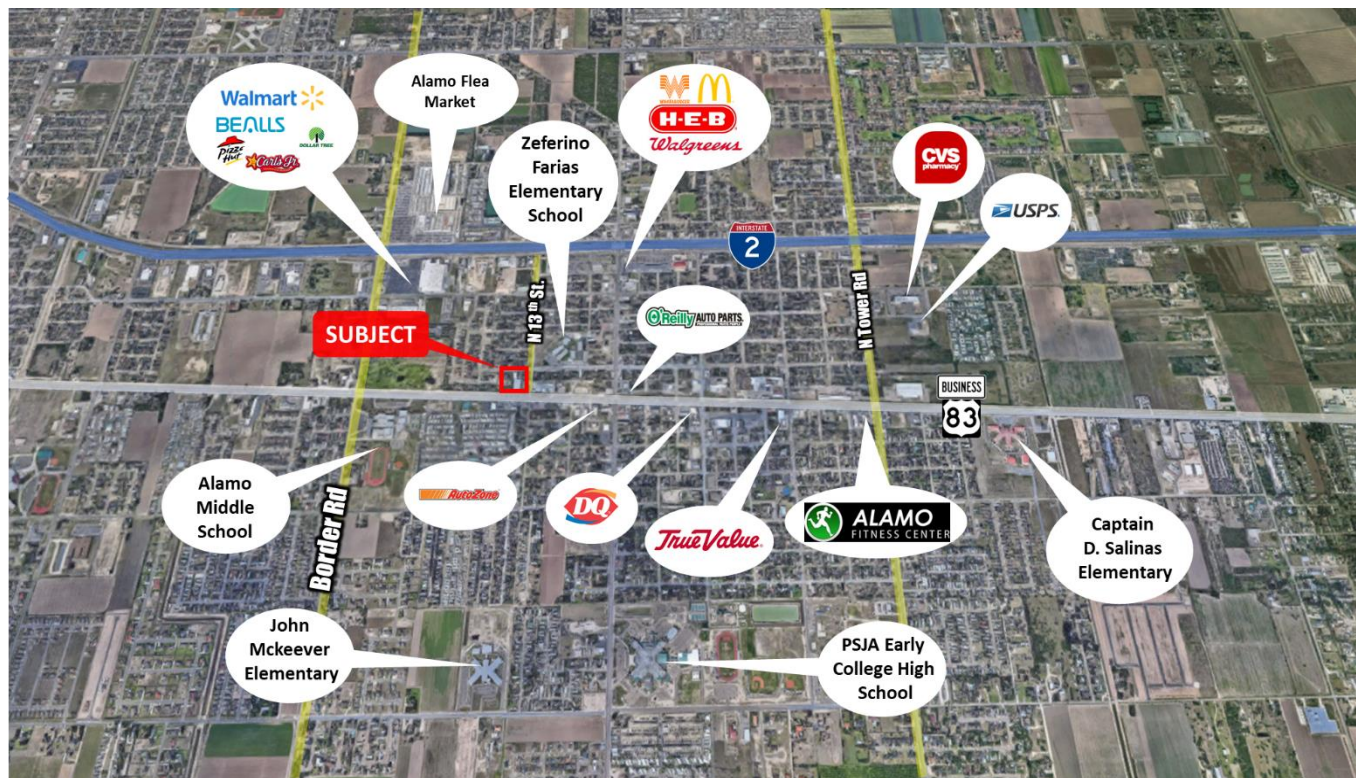 Walmart
BEALLS
Pizza
Hut
Carl's Jr.
DOLLAR TREE
Alamo Flea
Market
Zeferino
Farias
Elementary
School
WHATABURGER
H-E-B
Walgreens
CVS
pharmacy
USPS
INTERSTATE
2
N 13th St.
N Tower Rd
SUBJECT
O'Reilly AUTO PARTS
BUSINESS
83
Alamo
Middle
School
Border Rd
AutoZone
DQ
True Value
ALAMO
FITNESS CENTER
Captain
D. Salinas
Elementary
John
Mckeever
Elementary
PSJA Early
College High
School